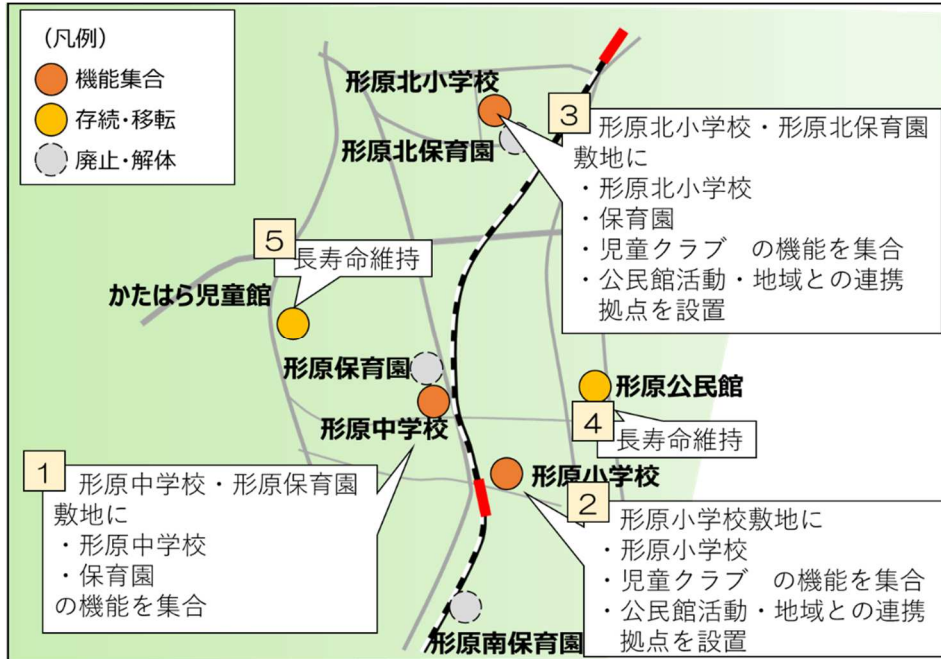 （凡例）
機能集合
存続・移転
廃止・解体
形原北小学校
形原北保育園
3
形原北小学校・形原北保育園
敷地に
・形原北小学校
・保育園
・児童クラブ　の機能を集合
・公民館活動・地域との連携
拠点を設置
5
長寿命維持
かたはら児童館
形原保育園
形原中学校
形原公民館
4
長寿命維持
1
形原中学校・形原保育園
敷地に
・形原中学校
・保育園
の機能を集合
形原小学校
2
形原小学校敷地に
・形原小学校
・児童クラブ　の機能を集合
・公民館活動・地域との連携
拠点を設置
形原南保育園